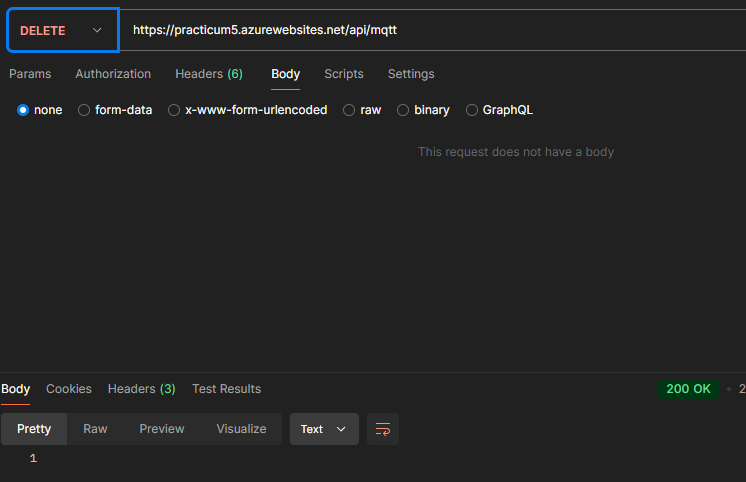 DELETE https://practicum5.azurewebsites.net/api/mqtt
Params Authorization Headers (6) Body Scripts Settings
none form-data x-www-form-urlencoded raw binary GraphQL
This request does not have a body
Body Cookies Headers (3) Test Results 200 OK • 2
Pretty Raw Preview Visualize Text
1